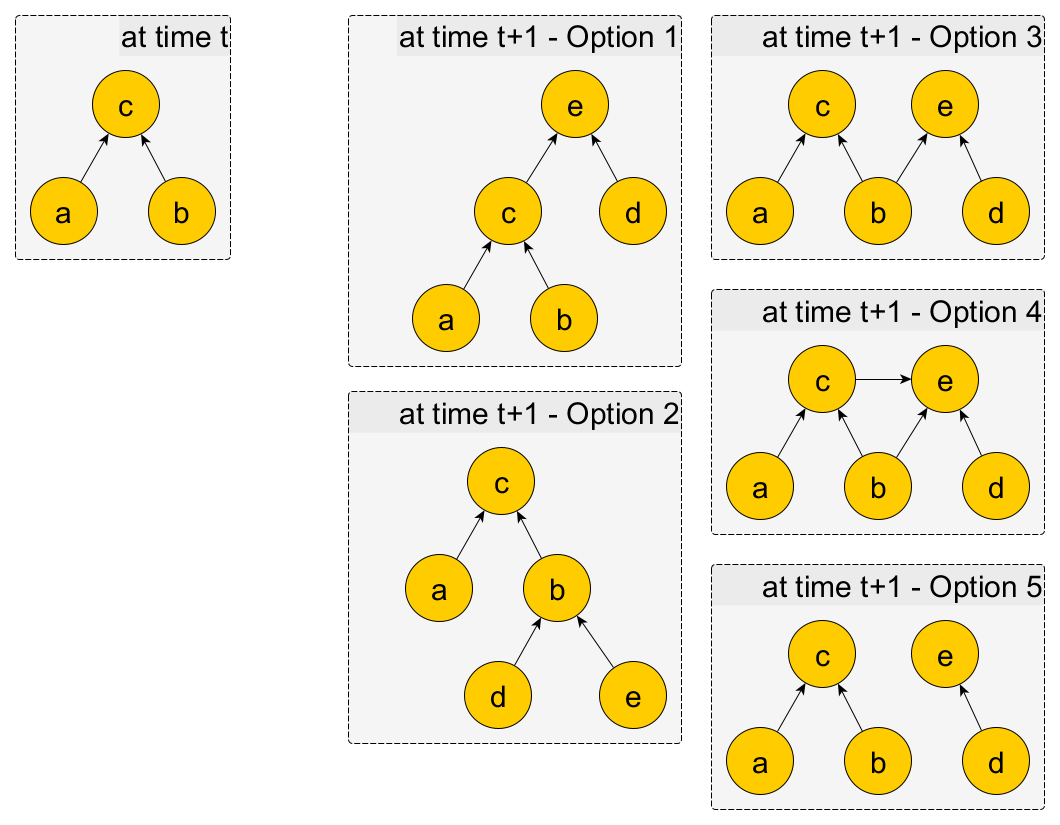 at time t
c
a b
at time t+1 - Option 1
e
c d
a b
at time t+1 - Option 2
c
a b
d e
at time t+1 - Option 3
c e
a b d
at time t+1 - Option 4
c e
a b d
at time t+1 - Option 5
c e
a b d